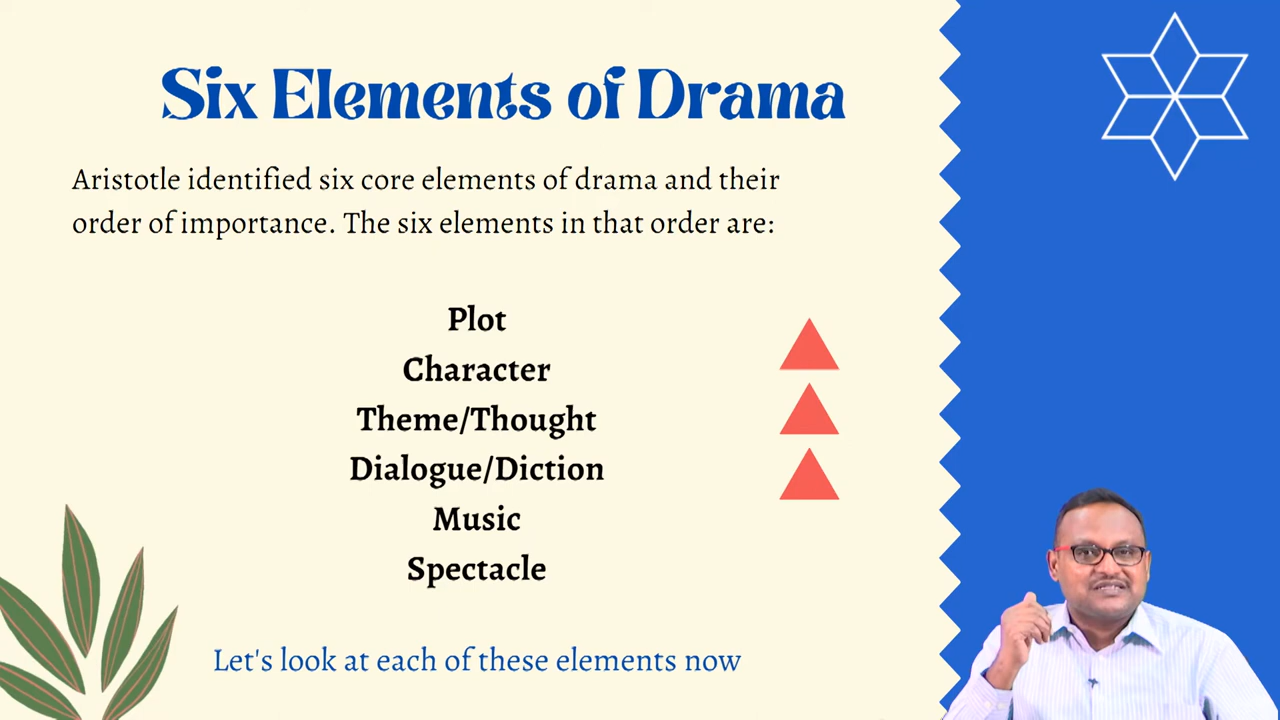 Six Elements of Drama
Aristotle identified six core elements of drama and their
order of importance. The six elements in that order are:
Plot
Character
Theme/Thought
Dialogue/Diction
Music
Spectacle
Let's look at each of these elements now